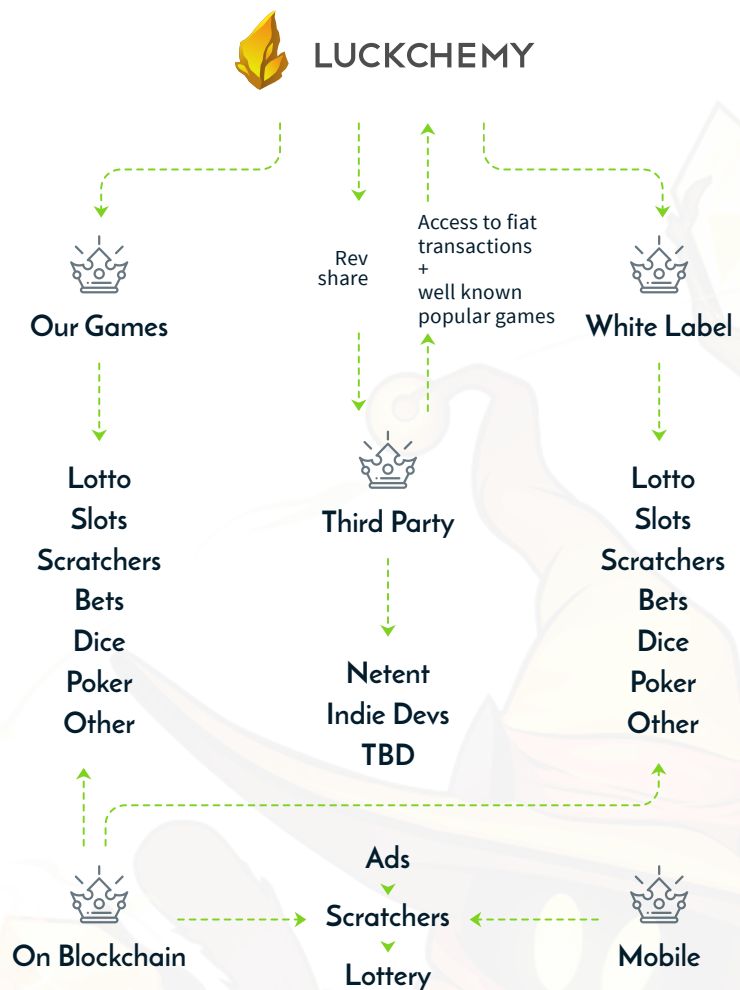 LUCKCHEMY
Our Games
Rev
share
Access to fiat
transactions
+
well known
popular games
White Label
Lotto
Slots
Scratchers
Bets
Dice
Poker
Other
Third Party
Netent
Indie Devs
TBD
Lotto
Slots
Scratchers
Bets
Dice
Poker
Other
On Blockchain
Ads
Scratchers
Lottery
Mobile